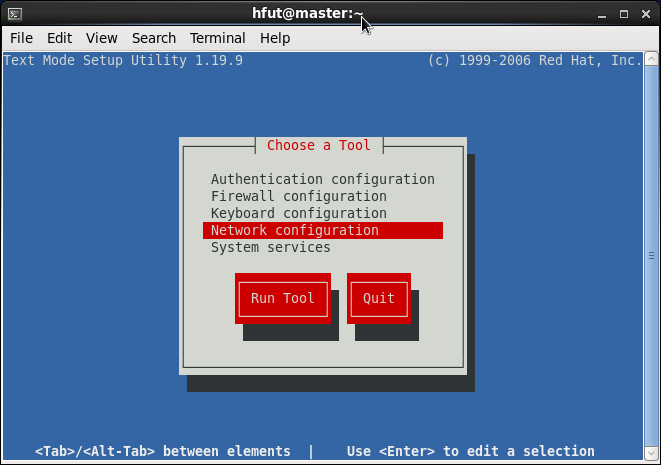 hfut@master:~
File Edit View Search Terminal Help
Text Mode Setup Utility 1.19.9 (c) 1999-2006 Red Hat, Inc.
Choose a Tool
Authentication configuration
Firewall configuration
Keyboard configuration
Network configuration
System services
Run Tool Quit
<Tab>/<Alt-Tab> between elements | Use <Enter> to edit a selection